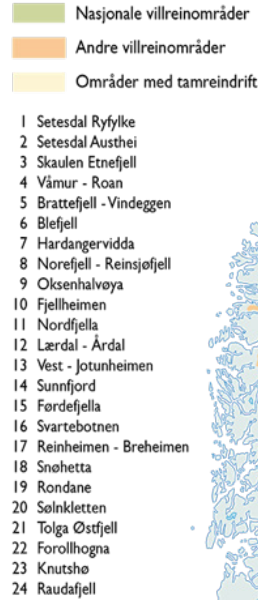 Nasjonale villreinområder
Andre villreinområder
Områder med tamreindrift
1 Setesdal Ryfylke
2 Setesdal Austhei
3 Skaulen Etnefjell
4 Våmur - Roan
5 Brattefjell - Vindeggen
6 Blefjell
7 Hardangervidda
8 Norefjell - Reinsjøfjell
9 Oksenhalvøya
10 Fjellheimen
11 Nordfjella
12 Lærdal - Årdal
13 Vest - Jotunheimen
14 Sunnfjord
15 Førdefjella
16 Svartebotnen
17 Reinheimen - Breheimen
18 Snøhetta
19 Rondane
20 Sølnkletten
21 Tolga Østfjell
22 Forollhogna
23 Knutshø
24 Raudafjell